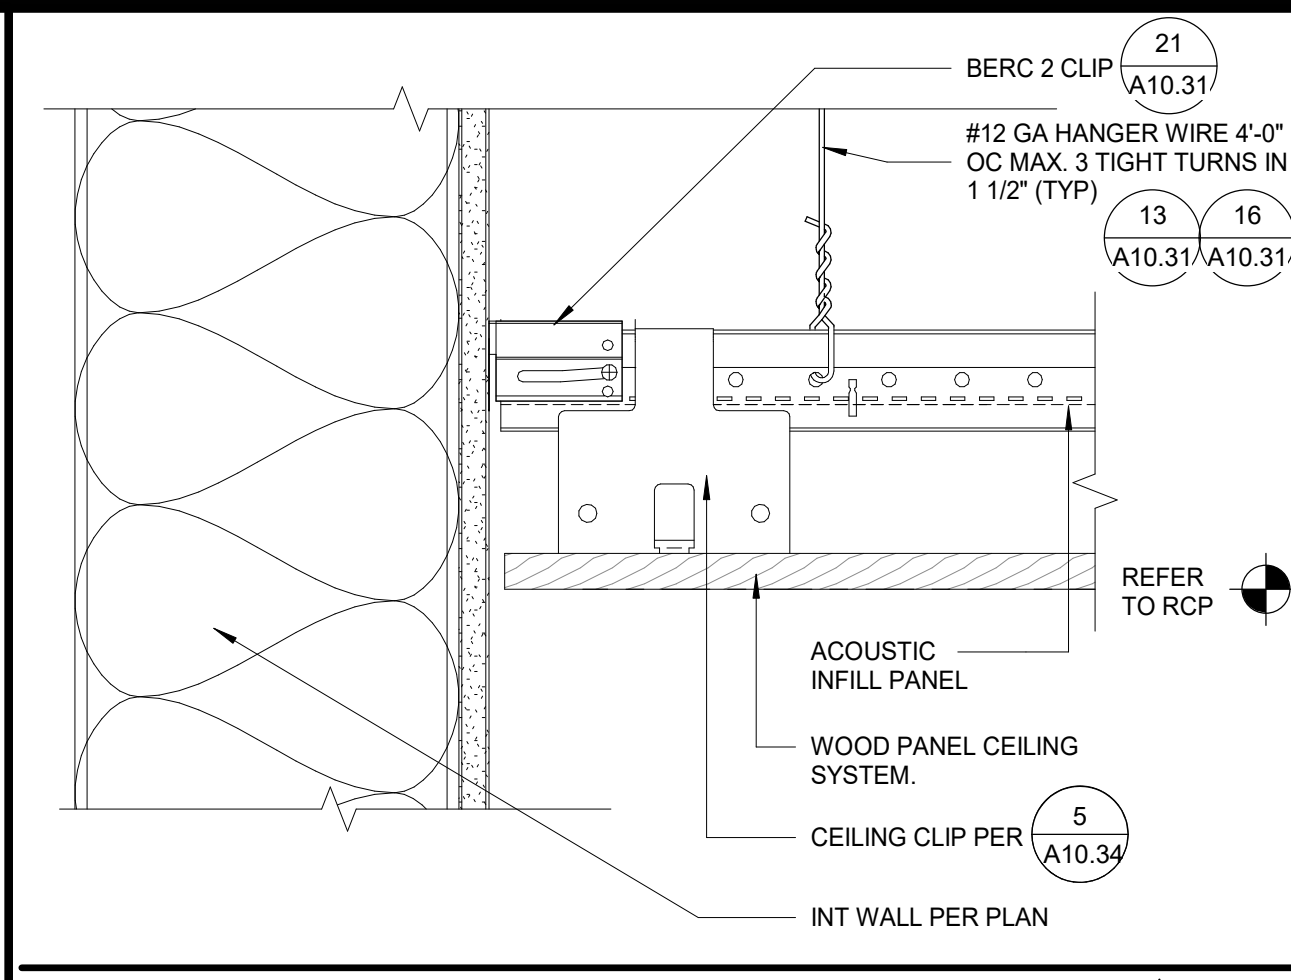 BERC 2 CLIP
21
A10.31
#12 GA HANGER WIRE 4'-0"
OC MAX. 3 TIGHT TURNS IN
1 1/2" (TYP)
13
A10.31
16
A10.31
REFER
TO RCP
ACOUSTIC
INFILL PANEL
WOOD PANEL CEILING
SYSTEM.
CEILING CLIP PER
5
A10.34
INT WALL PER PLAN